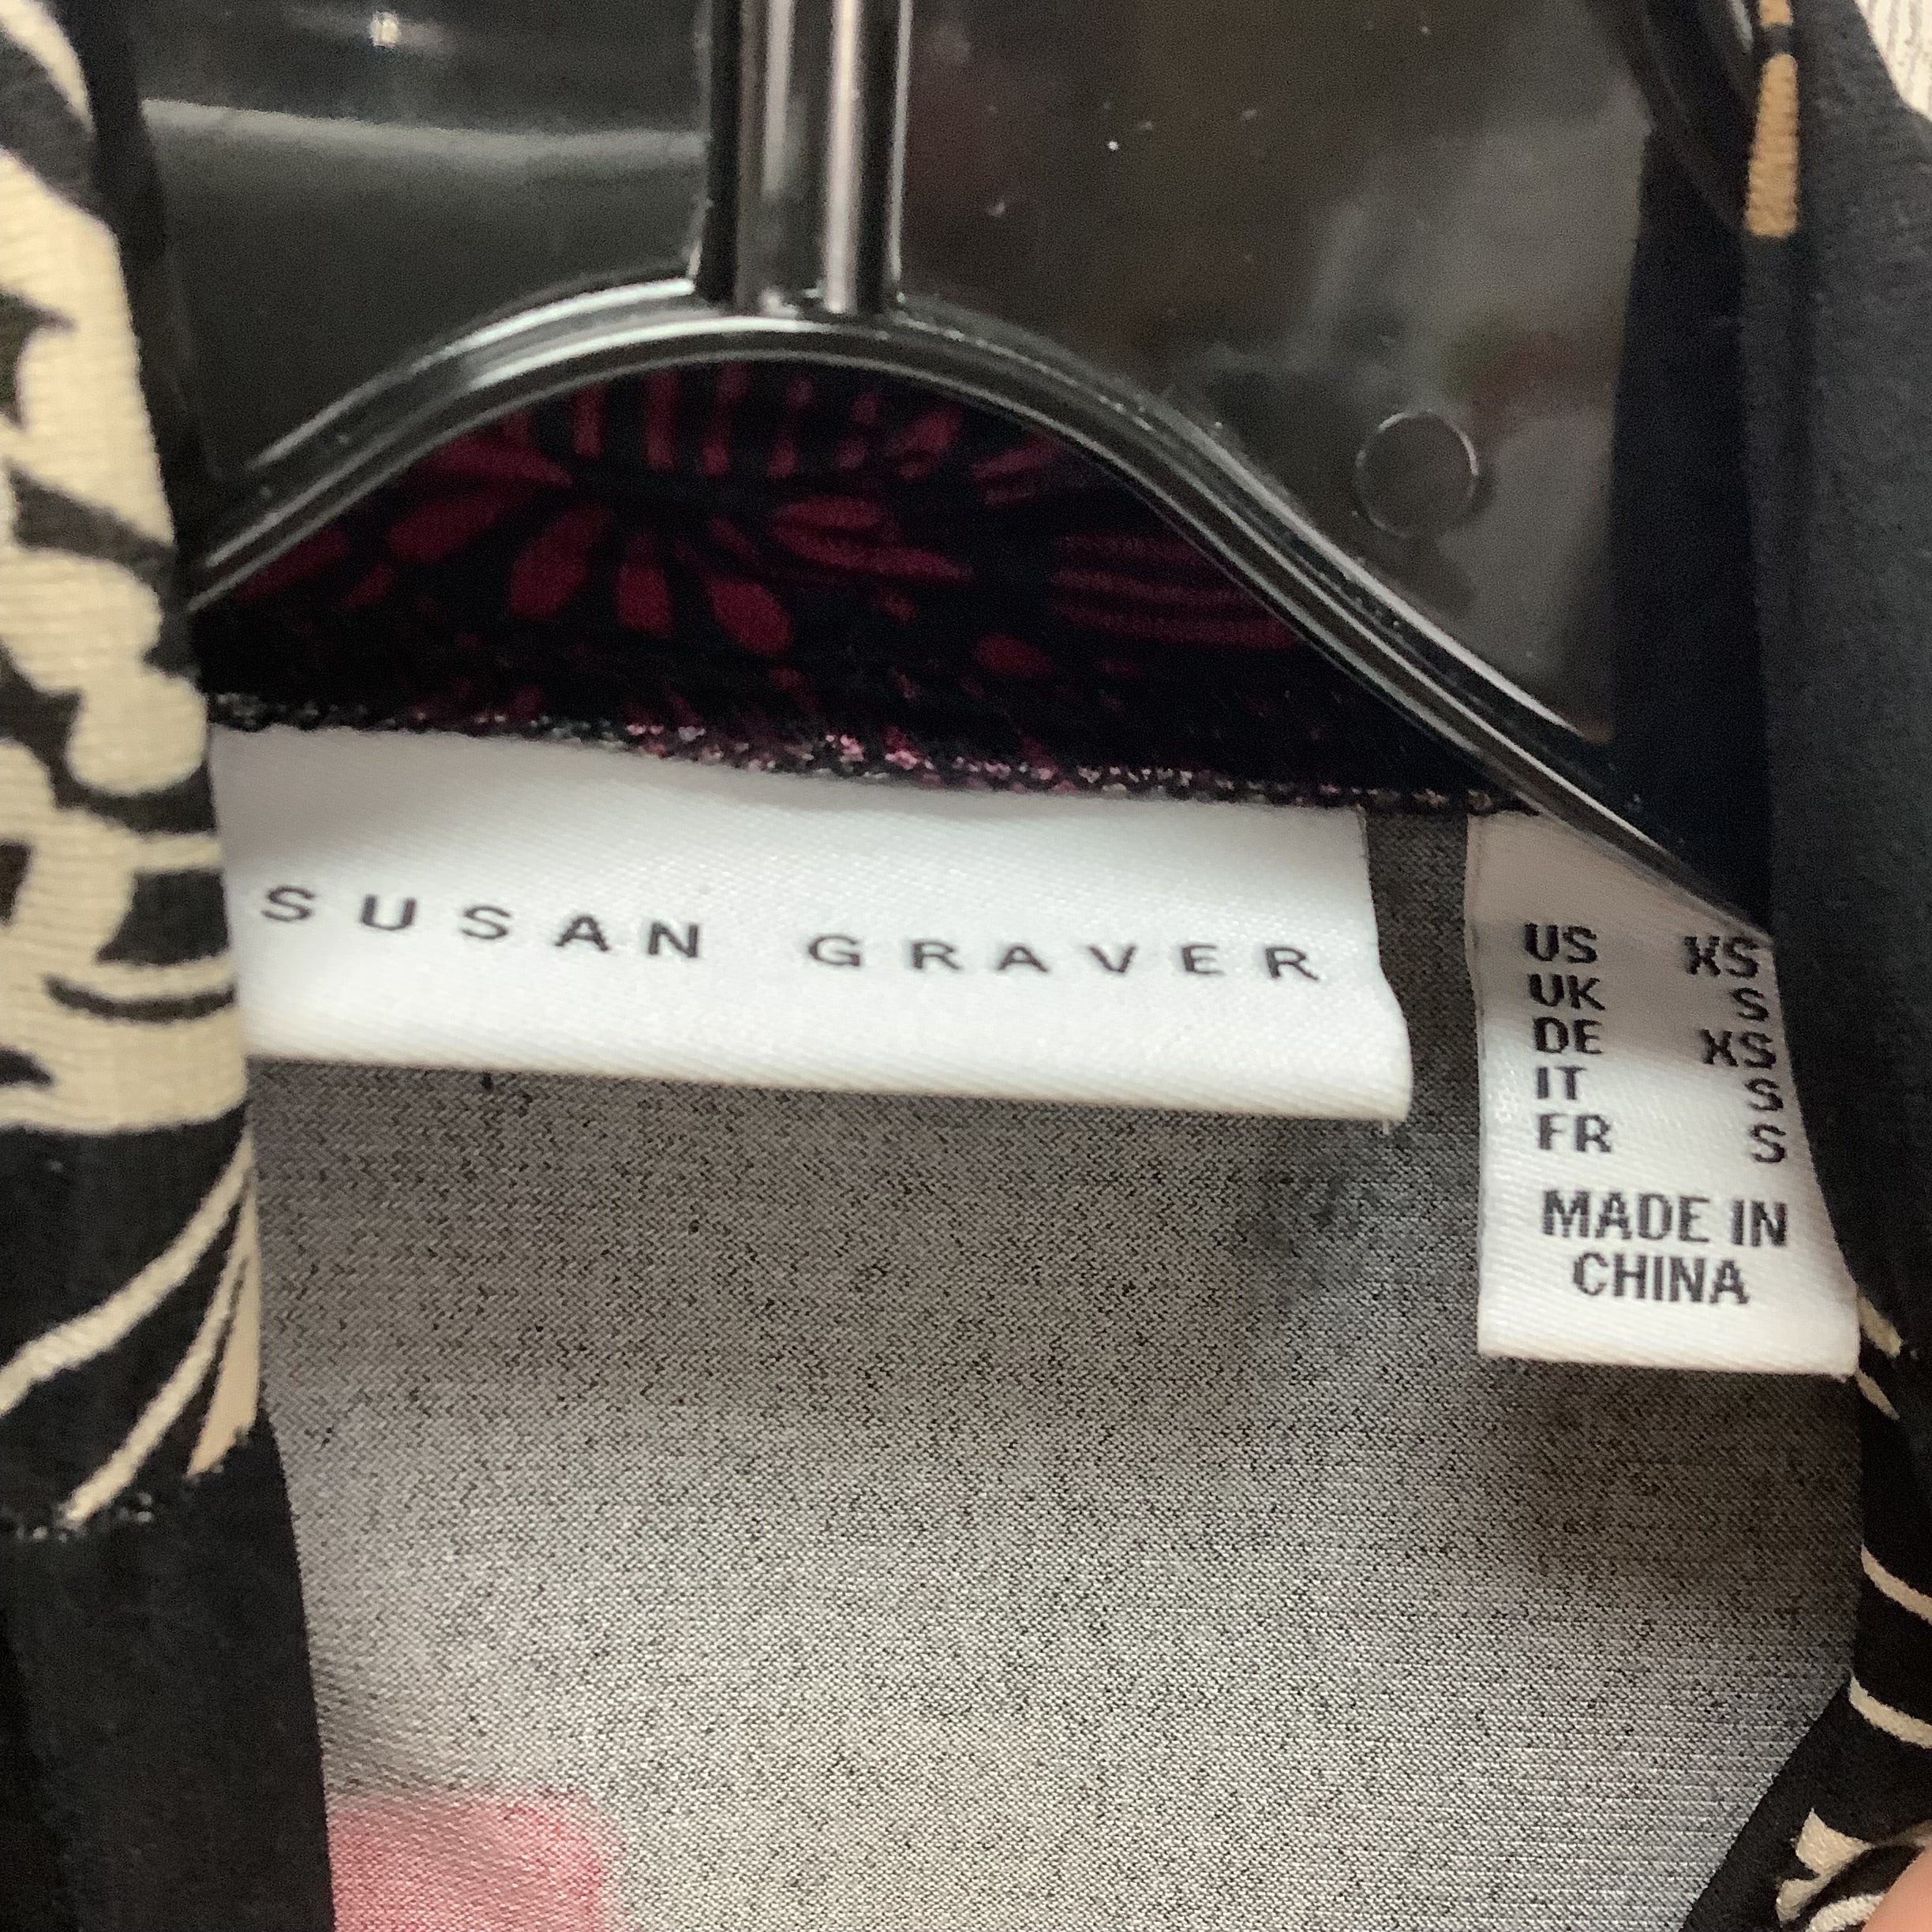 SUSAN GRAVER
US XS
UK S
DE XS
IT S
FR S
MADE IN
CHINA